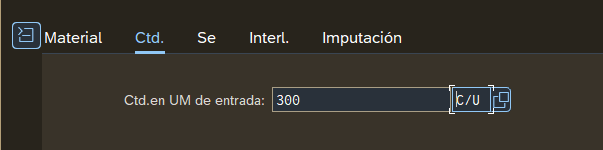 Material Ctd. Se Interl. Imputación
Ctd.en UM de entrada: 300 C/U